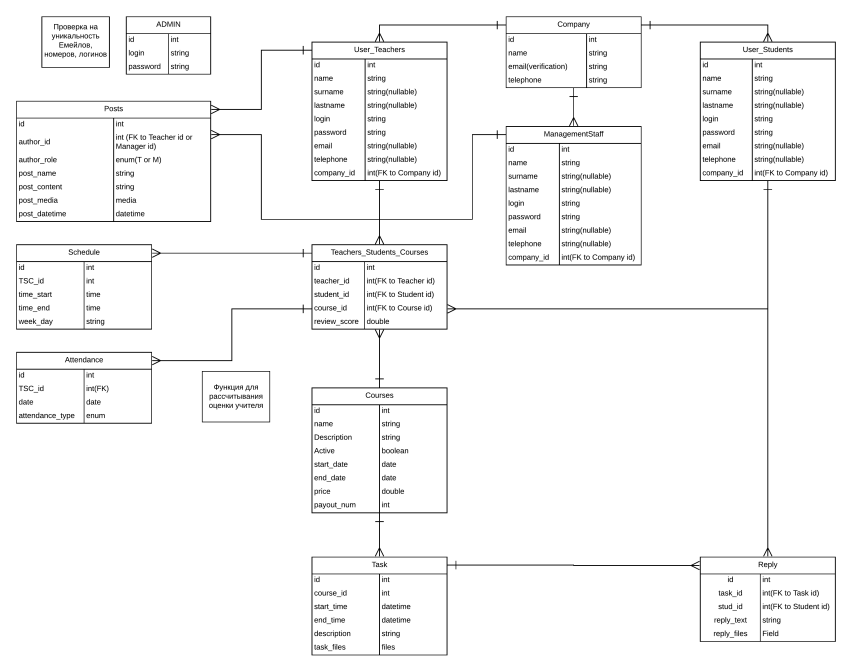 Проверка на
уникальность
Емейлов,
номеров, логинов
ADMIN
id int
login string
password string
Company
id int
name string
email(verification) string
telephone string
User_Teachers
id int
name string
surname string(nullable)
lastname string(nullable)
login string
password string
email string(nullable)
telephone string(nullable)
company_id int(FK to Company id)
User_Students
id int
name string
surname string(nullable)
lastname string(nullable)
login string
password string
email string(nullable)
telephone string(nullable)
company_id int(FK to Company id)
Posts
id int
author_id int (FK to Teacher id or
Manager id)
author_role enum(T or M)
post_name string
post_content string
post_media media
post_datetime datetime
ManagementStaff
id int
name string
surname string(nullable)
lastname string(nullable)
login string
password string
email string(nullable)
telephone string(nullable)
company_id int(FK to Company id)
Schedule
id int
TSC_id int
time_start time
time_end time
week_day string
Teachers_Students_Courses
id int
teacher_id int(FK to Teacher id)
student_id int(FK to Student id)
course_id int(FK to Course id)
review_score double
Attendance
id int
TSC_id int(FK)
date date
attendance_type enum
Функция для
рассчитывания
оценки учителя
Courses
id int
name string
Description string
Active boolean
start_date date
end_date date
price double
payout_num int
Task
id int
course_id int
start_time datetime
end_time datetime
description string
task_files files
Reply
id int
task_id int(FK to Task id)
stud_id int(FK to Student id)
reply_text string
reply_files Field